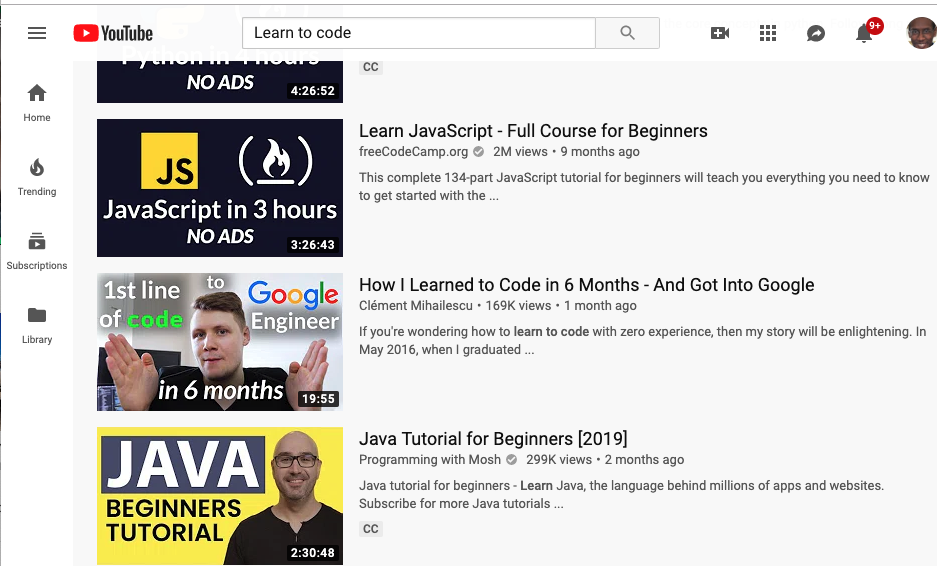 YouTube
Learn to code
9+
Python in 4 hours
NO ADS
4:26:52
CC
Home
Trending
Subscriptions
Library
JS
JavaScript in 3 hours
NO ADS
3:26:43
Learn JavaScript - Full Course for Beginners
freeCodeCamp.org 2M views • 9 months ago
This complete 134-part JavaScript tutorial for beginners will teach you everything you need to know
to get started with the ...
1st line to Google
of code Engineer
in 6 months
19:55
How I Learned to Code in 6 Months - And Got Into Google
Clément Mihailescu • 169K views • 1 month ago
If you're wondering how to learn to code with zero experience, then my story will be enlightening. In
May 2016, when I graduated ...
JAVA
BEGINNERS
TUTORIAL
2:30:48
Java Tutorial for Beginners [2019]
Programming with Mosh 299K views • 2 months ago
Java tutorial for beginners - Learn Java, the language behind millions of apps and websites.
Subscribe for more Java tutorials ...
CC